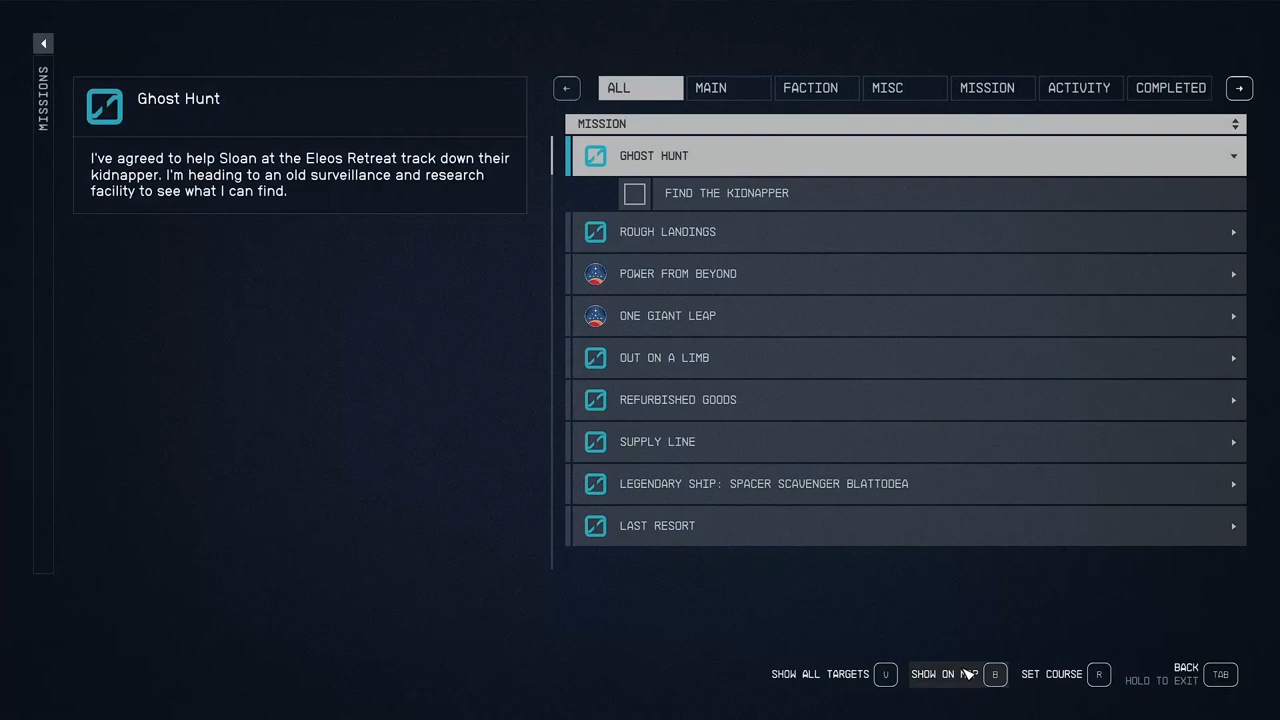 MISSIONS
Ghost Hunt
I've agreed to help Sloan at the Eleos Retreat track down their
kidnapper. I'm heading to an old surveillance and research
facility to see what I can find.
ALL
MAIN
FACTION
MISC
MISSION
ACTIVITY
COMPLETED
MISSION
GHOST HUNT
FIND THE KIDNAPPER
ROUGH LANDINGS
POWER FROM BEYOND
ONE GIANT LEAP
OUT ON A LIMB
REFURBISHED GOODS
SUPPLY LINE
LEGENDARY SHIP: SPACER SCAVENGER BLATTODEA
LAST RESORT
SHOW ALL TARGETS
SHOW ON
B
SET COURSE
R
BACK
HOLD TO EXIT
TAB